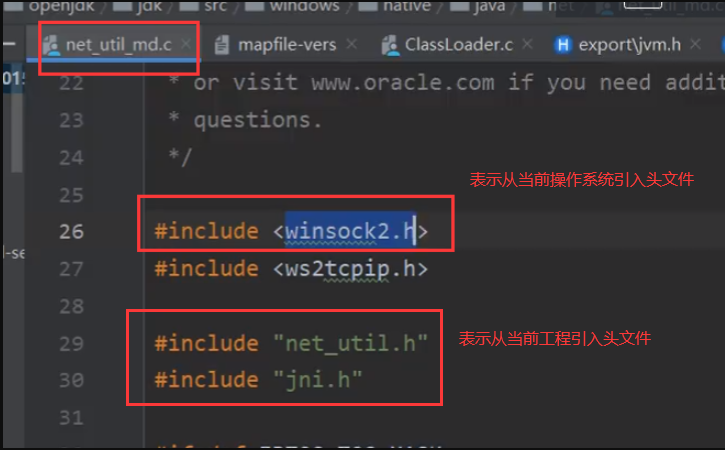 openjdk jdk src windows native java
net_util_md.c mapfile-vers ClassLoader.c export\jvm.h
22 * or visit www.oracle.com if you need addit
23 * questions.
24 */
表示从当前操作系统引入头文件
25
26 #include <winsock2.h>
27 #include <ws2tcpip.h>
28
29 #include "net_util.h"
表示从当前工程引入头文件
30 #include "jni.h"
31